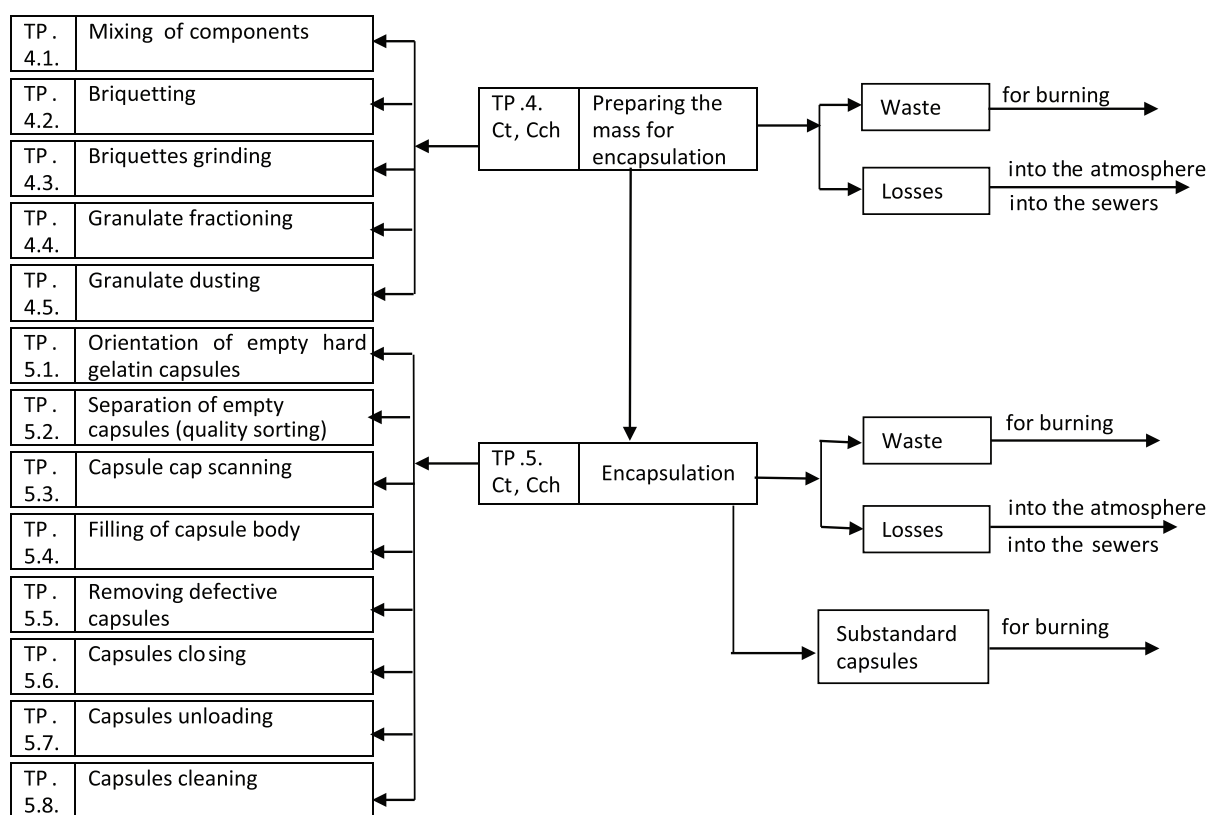 TP.
4.1.
Mixing of components
TP.
4.2.
Briquetting
TP.
4.3.
Briquettes grinding
TP.
4.4.
Granulate fractioning
TP.
4.5.
Granulate dusting
TP.
5.1.
Orientation of empty hard
gelatin capsules
TP.
5.2.
Separation of empty
capsules (quality sorting)
TP.
5.3.
Capsule cap scanning
TP.
5.4.
Filling of capsule body
TP.
5.5.
Removing defective
capsules
TP.
5.6.
Capsules closing
TP.
5.7.
Capsules unloading
TP.
5.8.
Capsules cleaning
TP.4.
Ct, Cch
Preparing the
mass for
encapsulation
Waste
for burning
Losses
into the atmosphere
into the sewers
TP.5.
Ct, Cch
Encapsulation
Waste
for burning
Losses
into the atmosphere
into the sewers
Substandard
capsules
for burning